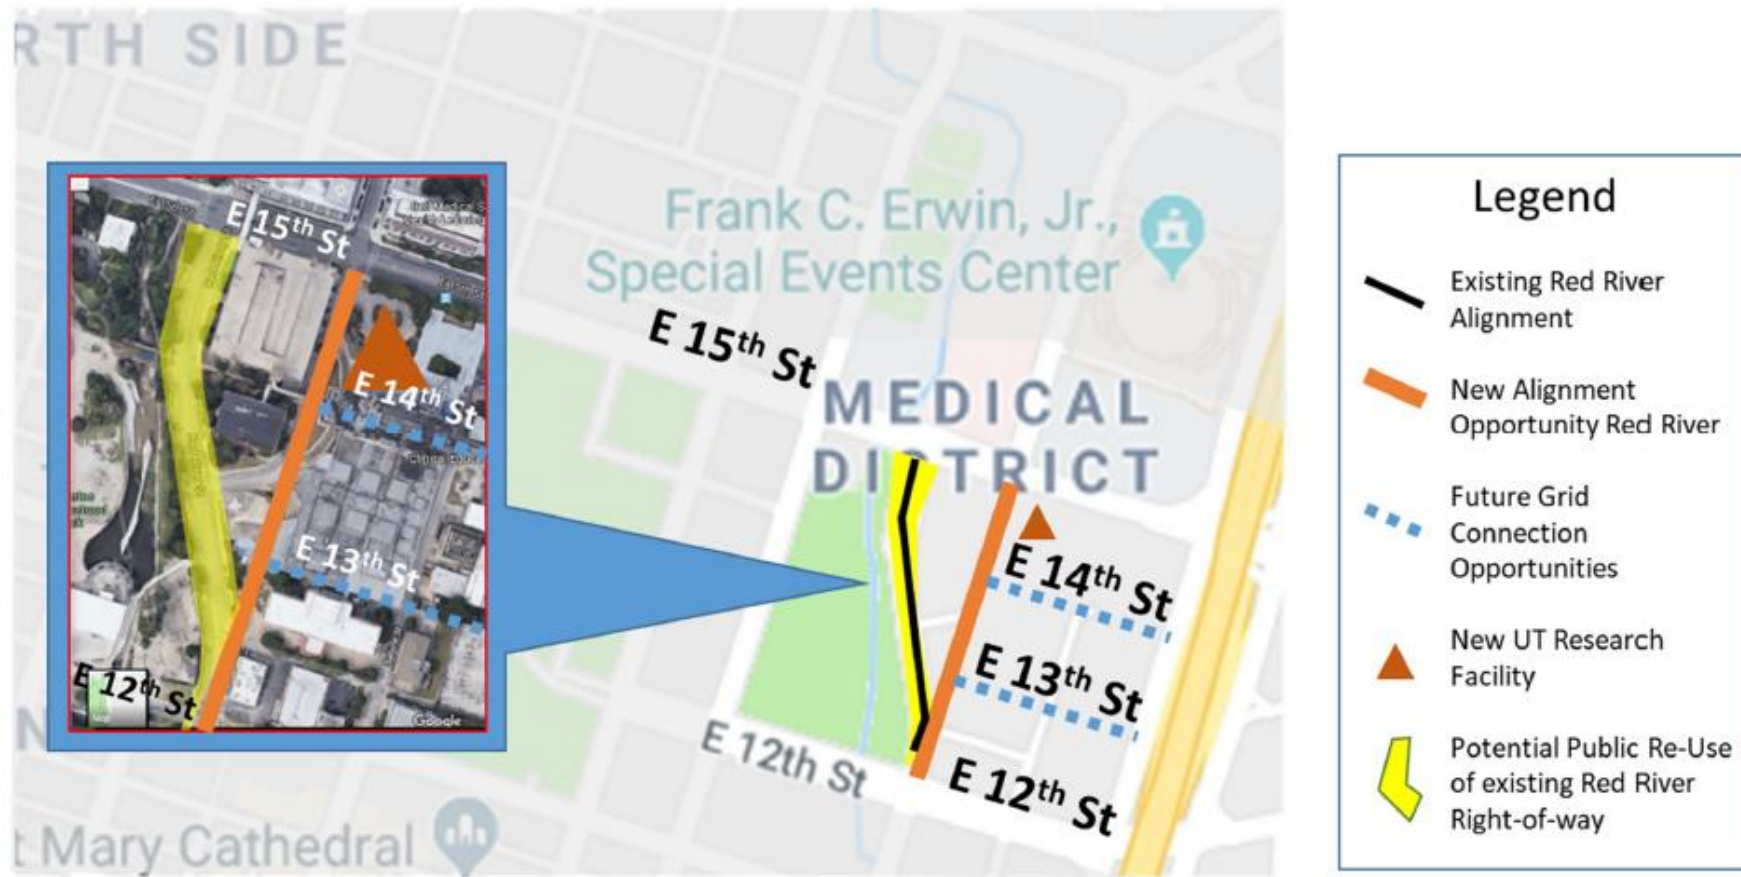 RTH SIDE
Frank C. Erwin, Jr.,
Special Events Center
E 15th St
MEDICAL
DISTRICT
E 14th St
E 13th St
E 12th St
E 12th St
t Mary Cathedral
N
E 15th St
E 14th St
E 13th St
E 12th St
Google
Legend
Existing Red River
Alignment
New Alignment
Opportunity Red River
Future Grid
Connection
Opportunities
New UT Research
Facility
Potential Public Re-Use
of existing Red River
Right-of-way